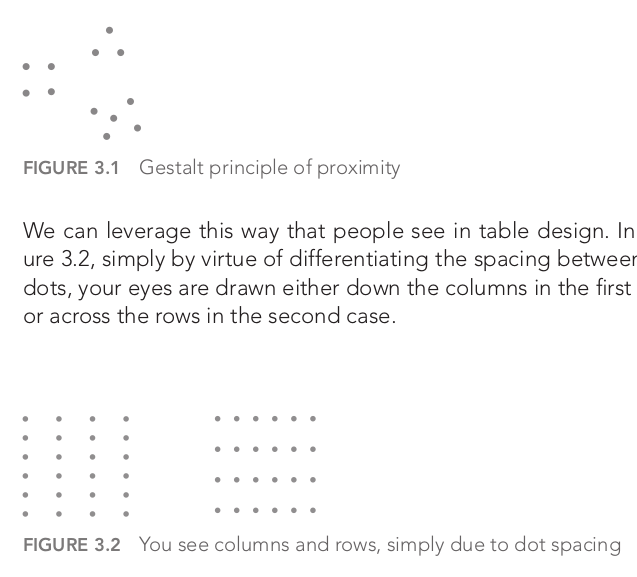 FIGURE 3.1 Gestalt principle of proximity
We can leverage this way that people see in table design. In
ure 3.2, simply by virtue of differentiating the spacing between
dots, your eyes are drawn either down the columns in the first
or across the rows in the second case.
FIGURE 3.2 You see columns and rows, simply due to dot spacing